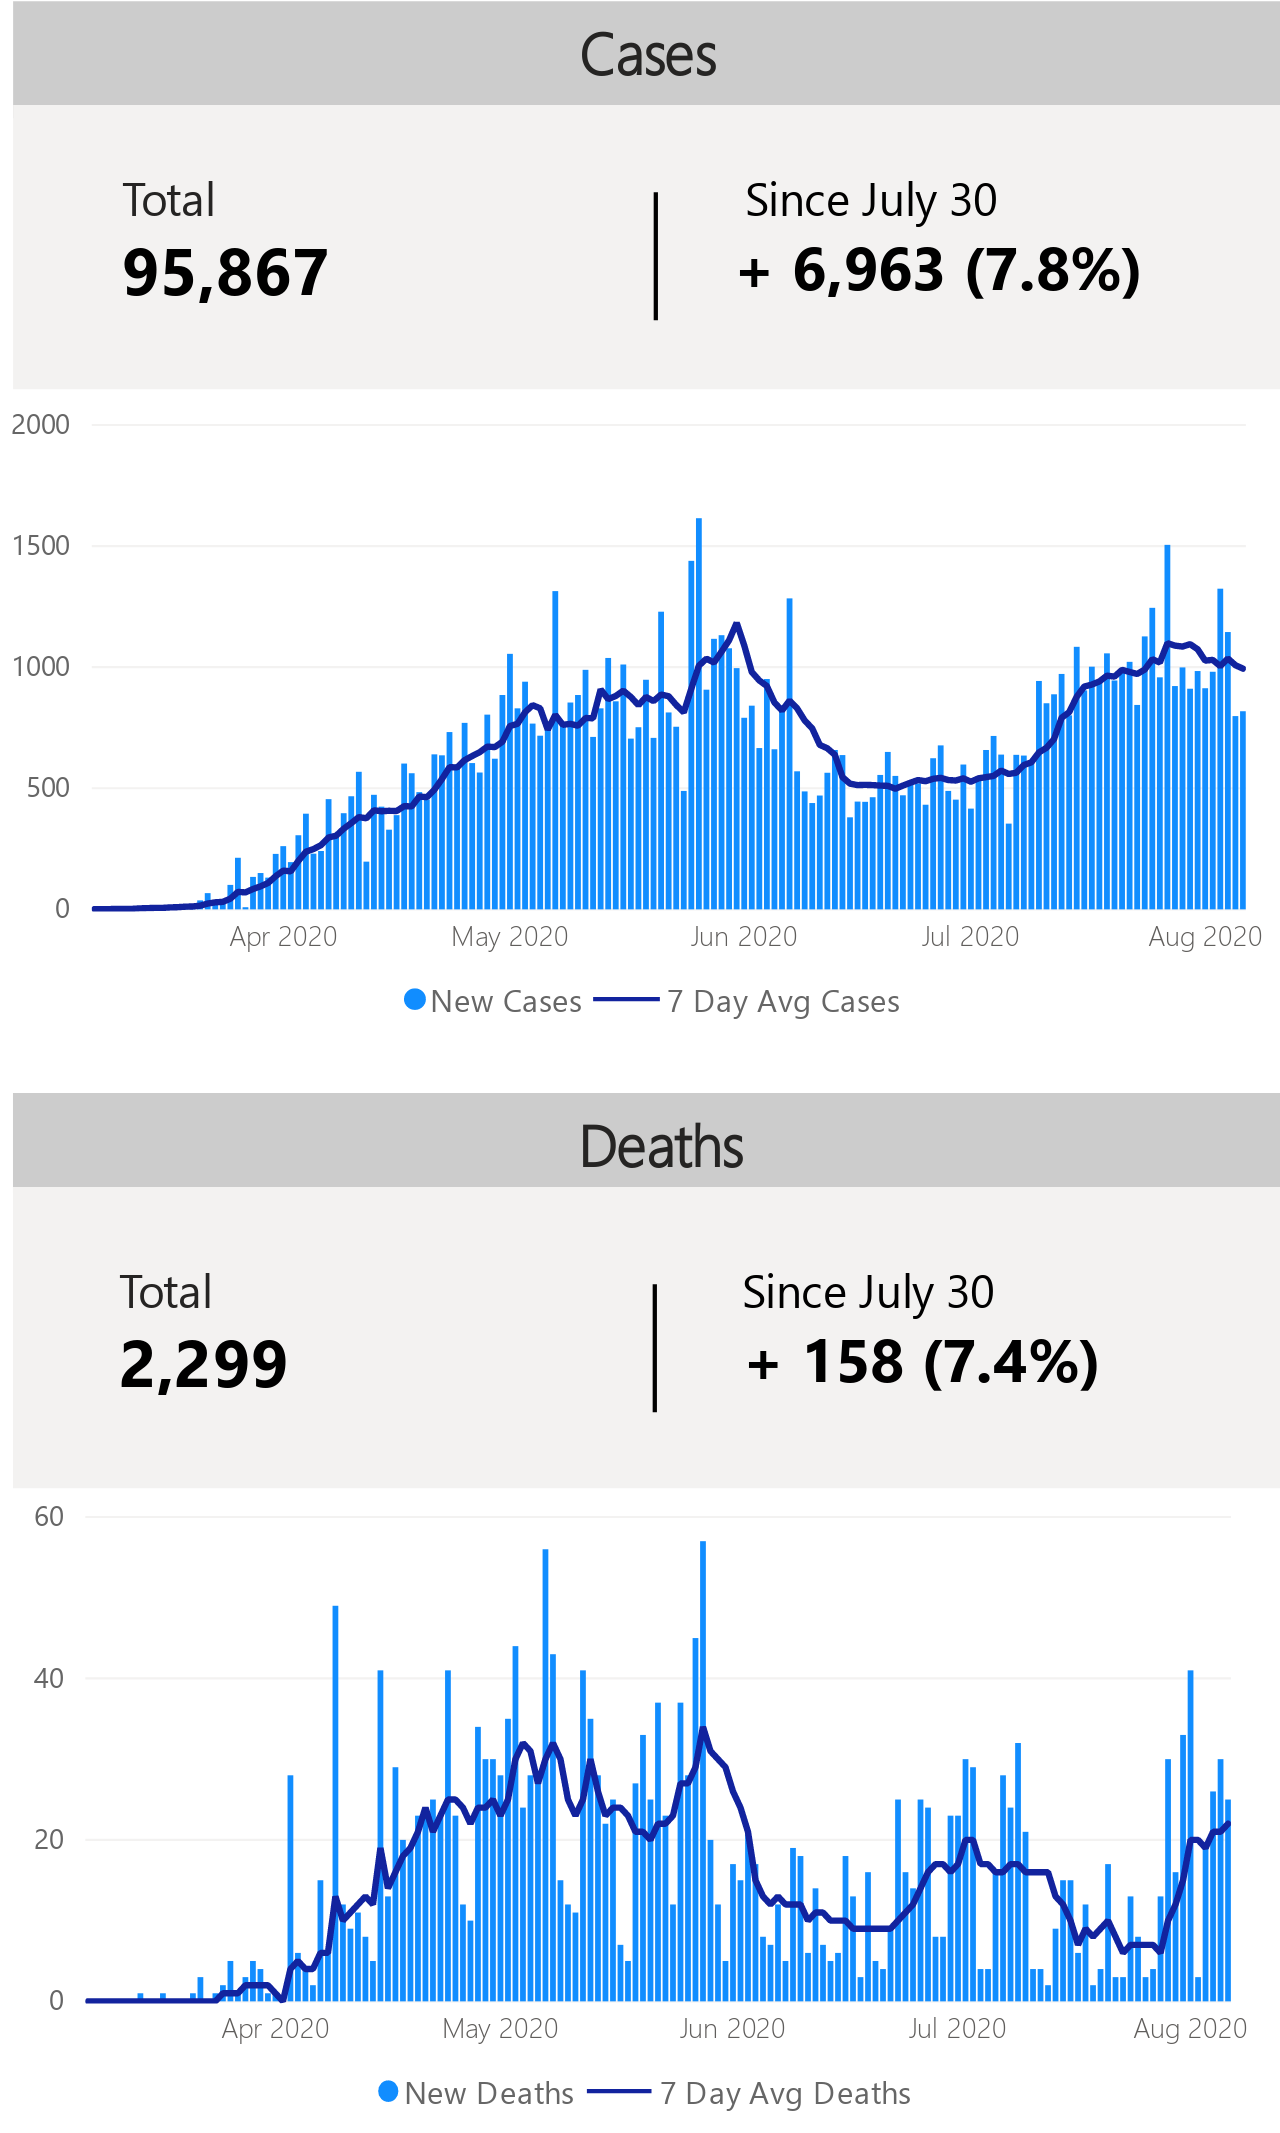 Cases
Total
Since July 30
95,867
+ 6,963 (7.8%)
2000
1500
1000
500
0
Apr 2020
May 2020
Jun 2020
Jul 2020
Aug 2020
New Cases
7 Day Avg Cases
Deaths
Total
Since July 30
2,299
+ 158 (7.4%)
60
40
20
0
Apr 2020
May 2020
Jun 2020
Jul 2020
Aug 2020
New Deaths
7 Day Avg Deaths